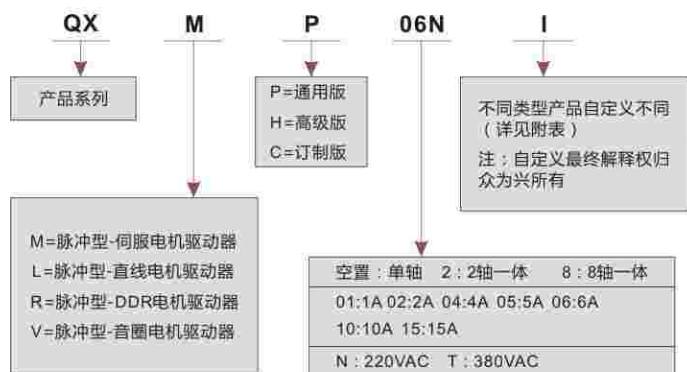 QX M P 06N I
产品系列
P=通用版
H=高级版
C=订制版
不同类型产品自定义不同
（详见附表）
注：自定义最终解释权归
众为兴所有
M=脉冲型-伺服电机驱动器
L=脉冲型-直线电机驱动器
R=脉冲型-DDR电机驱动器
V=脉冲型-音圈电机驱动器
空置：单轴 2：2轴一体 8：8轴一体
01:1A 02:2A 04:4A 05:5A 06:6A
10:10A 15:15A
N：220VAC T：380VAC